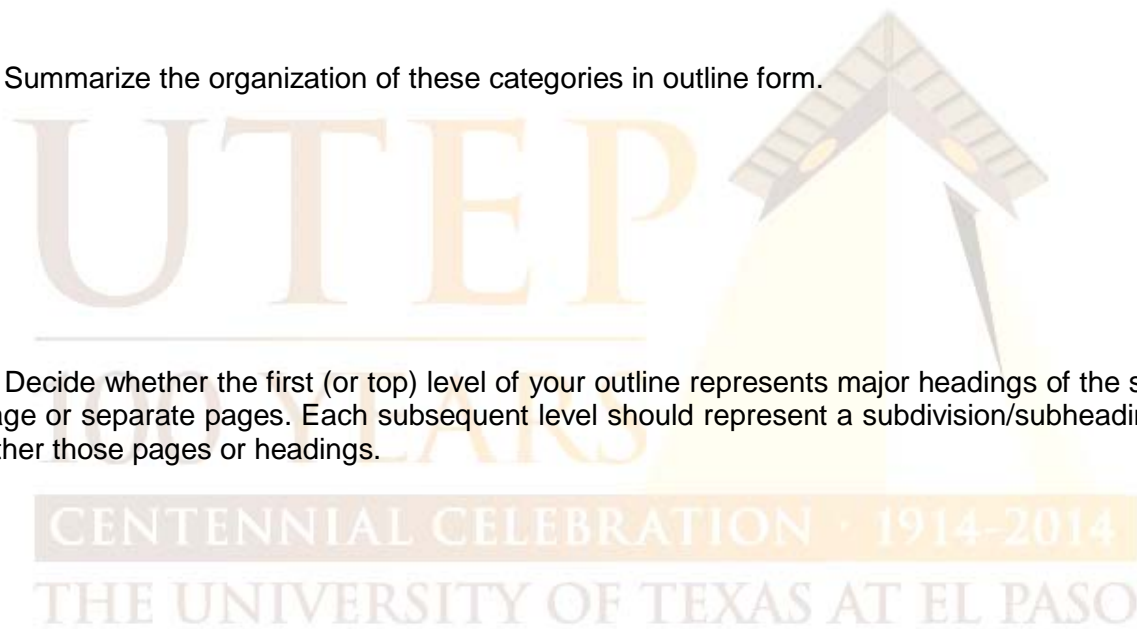 Summarize the organization of these categories in outline form.
UTEP
Decide whether the first (or top) level of your outline represents major headings of the s
age or separate pages. Each subsequent level should represent a subdivision/subheadin
ther those pages or headings.
100 YEARS
CENTENNIAL CELEBRATION · 1914-2014
THE UNIVERSITY OF TEXAS AT EL PASO